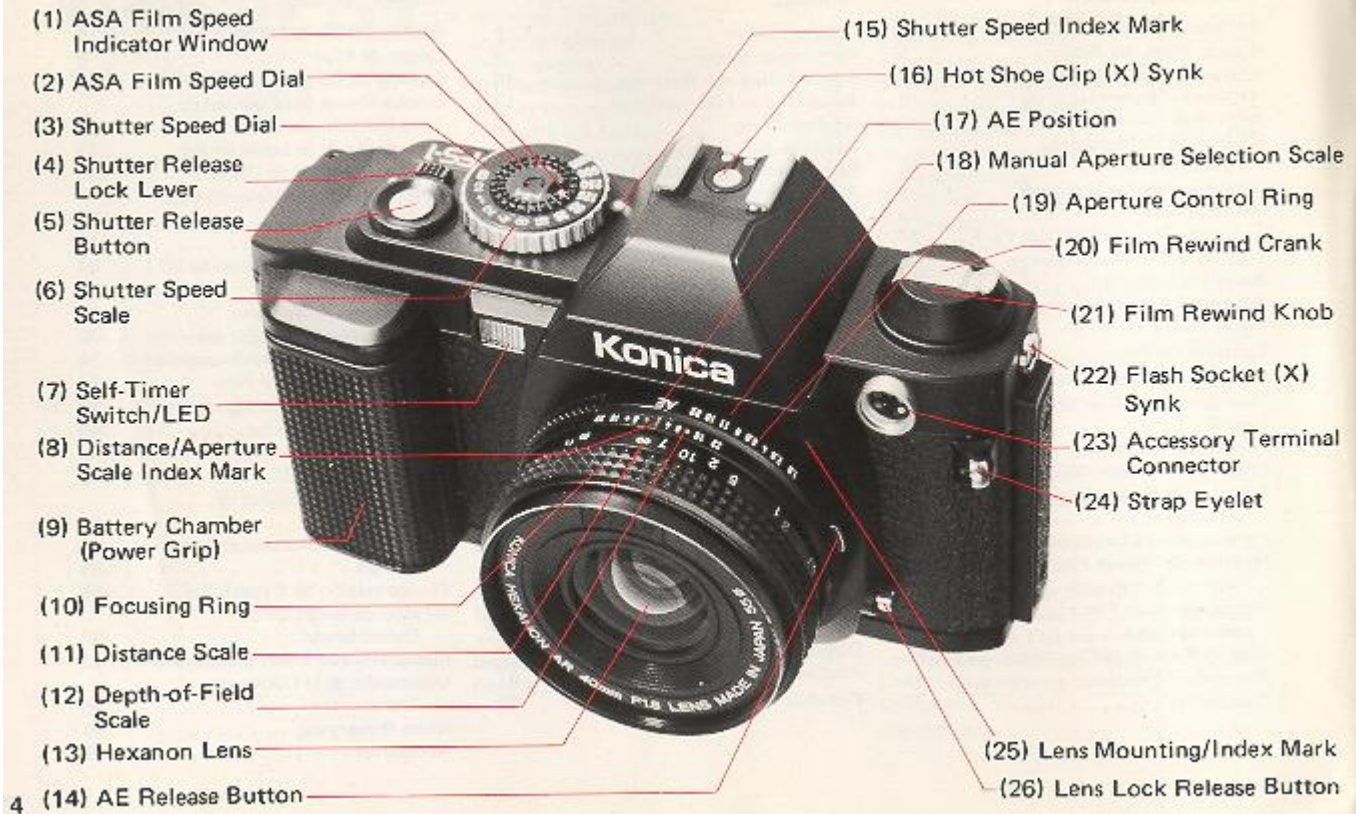 (1) ASA Film Speed
Indicator Window
(2) ASA Film Speed Dial
(3) Shutter Speed Dial
(4) Shutter Release
Lock Lever
(5) Shutter Release
Button
(6) Shutter Speed
Scale
(7) Self-Timer
Switch/LED
(8) Distance/Aperture
Scale Index Mark
(9) Battery Chamber
(Power Grip)
(10) Focusing Ring
(11) Distance Scale
(12) Depth-of-Field
Scale
(13) Hexanon Lens
(14) AE Release Button
4
FS-1
Konica
AE
KONICA HEXANON AR 40mm F1.8 LENS MADE IN JAPAN 55ø
(15) Shutter Speed Index Mark
(16) Hot Shoe Clip (X) Synk
(17) AE Position
(18) Manual Aperture Selection Scale
(19) Aperture Control Ring
(20) Film Rewind Crank
(21) Film Rewind Knob
(22) Flash Socket (X)
Synk
(23) Accessory Terminal
Connector
(24) Strap Eyelet
(25) Lens Mounting/Index Mark
(26) Lens Lock Release Button